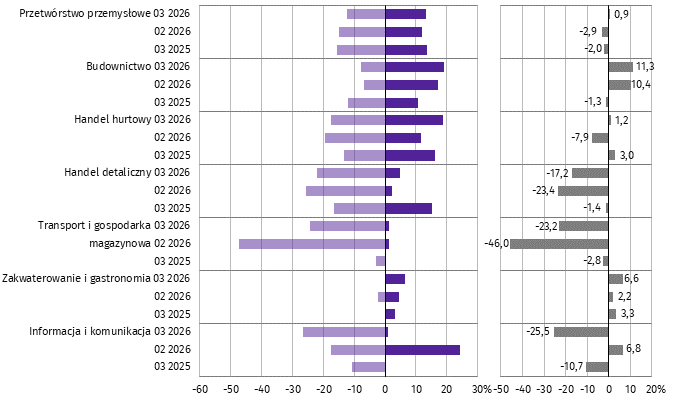 Przetwórstwo przemysłowe 03 2026 0,9
02 2026 -2,9
03 2025 -2,0
Budownictwo 03 2026 11,3
02 2026 10,4
03 2025 -1,3
Handel hurtowy 03 2026 1,2
02 2026 -7,9
03 2025 3,0
Handel detaliczny 03 2026 -17,2
02 2026 -23,4
03 2025 -1,4
Transport i gospodarka 03 2026 -23,2
magazynowa 02 2026 -46,0
03 2025 -2,8
Zakwaterowanie i gastronomia 03 2026 6,6
02 2026 2,2
03 2025 3,3
Informacja i komunikacja 03 2026 -25,5
02 2026 6,8
03 2025 -10,7
-60 -50 -40 -30 -20 -10 0 10 20 30% -50 -40 -30 -20 -10 0 10 20%